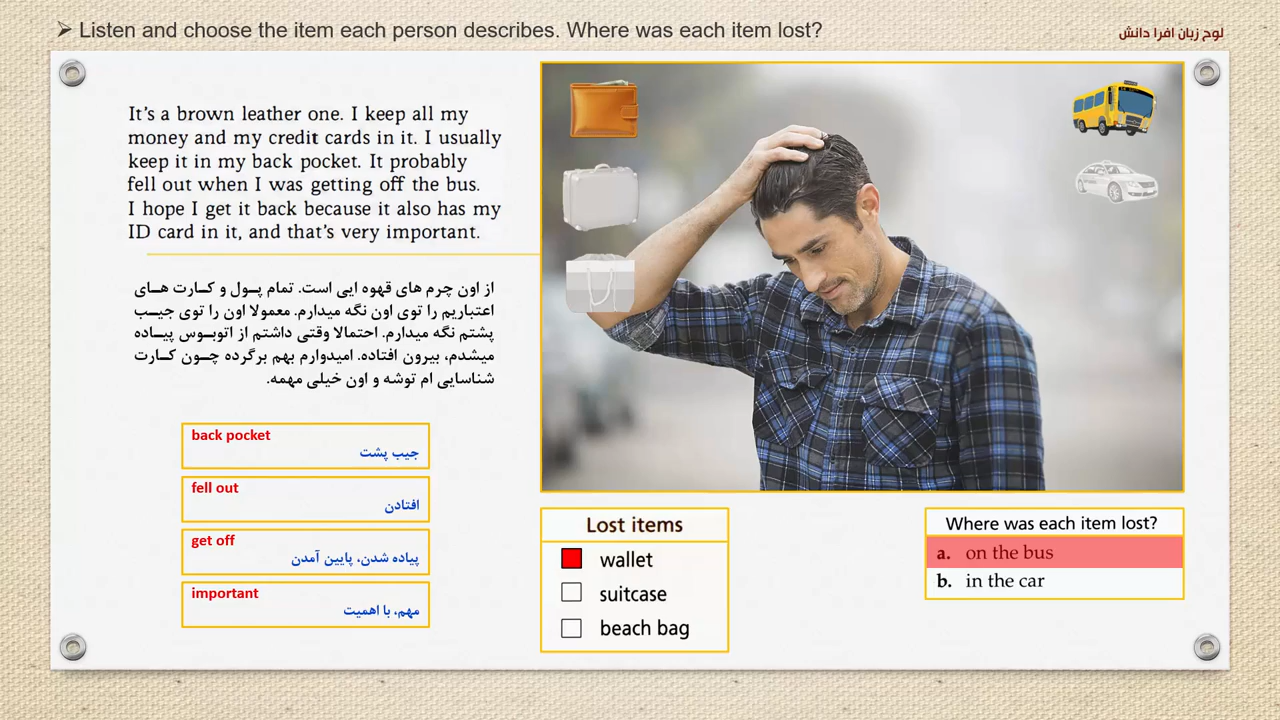 ➢ Listen and choose the item each person describes. Where was each item lost?
لوح زبان افرا دانش
It's a brown leather one. I keep all my
money and my credit cards in it. I usually
keep it in my back pocket. It probably
fell out when I was getting off the bus.
I hope I get it back because it also has my
ID card in it, and that's very important.
از اون چرم های قهوه ایی است. تمام پـول و کـارت هـای
اعتباریم را توی اون نگه میدارم. معمولا اون را توی جیـب
پشتم نگه میدارم. احتمالا وقتی داشتم از اتوبـوس پیـاده
میشدم، بیرون افتاده. امیدوارم بهم برگرده چـون کـارت
شناسایی ام توشه و اون خیلی مهمه.
back pocket
جیب پشت
fell out
افتادن
get off
پیاده شدن، پایین آمدن
important
مهم، با اهمیت
Lost items
wallet
suitcase
beach bag
Where was each item lost?
a. on the bus
b. in the car